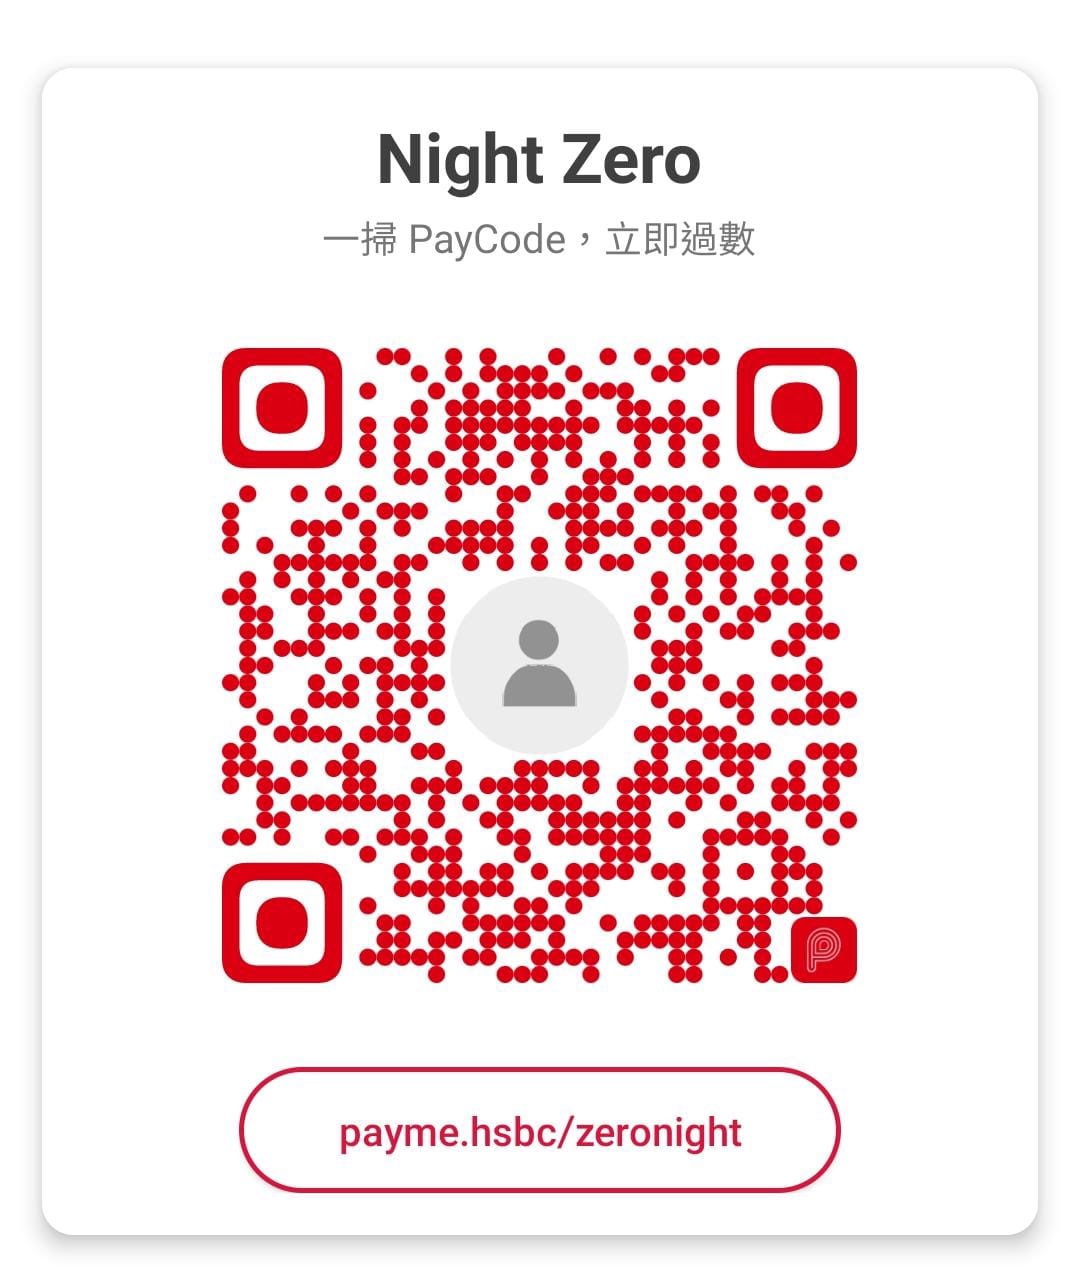 Night Zero
一掃 PayCode，立即過數
payme.hsbc/zeronight